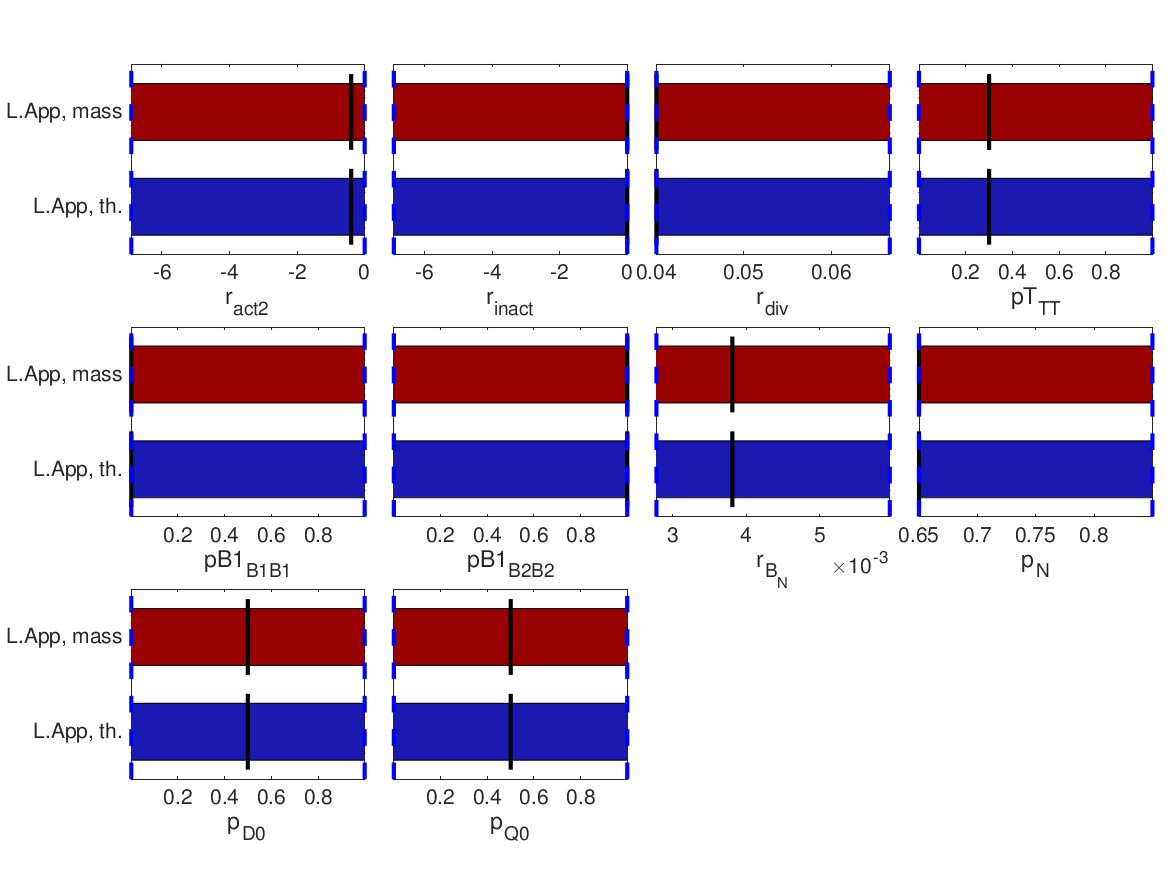 L.App, mass
L.App, th.
-6 -4 -2 0
r_act2
-6 -4 -2 0
r_inact
0.04 0.05 0.06
r_div
0.2 0.4 0.6 0.8
pT_TT
L.App, mass
L.App, th.
0.2 0.4 0.6 0.8
pB1_B1B1
0.2 0.4 0.6 0.8
pB1_B2B2
3 4 5
r_B_N ×10^-3
0.65 0.7 0.75 0.8
p_N
L.App, mass
L.App, th.
0.2 0.4 0.6 0.8
p_D0
0.2 0.4 0.6 0.8
p_Q0